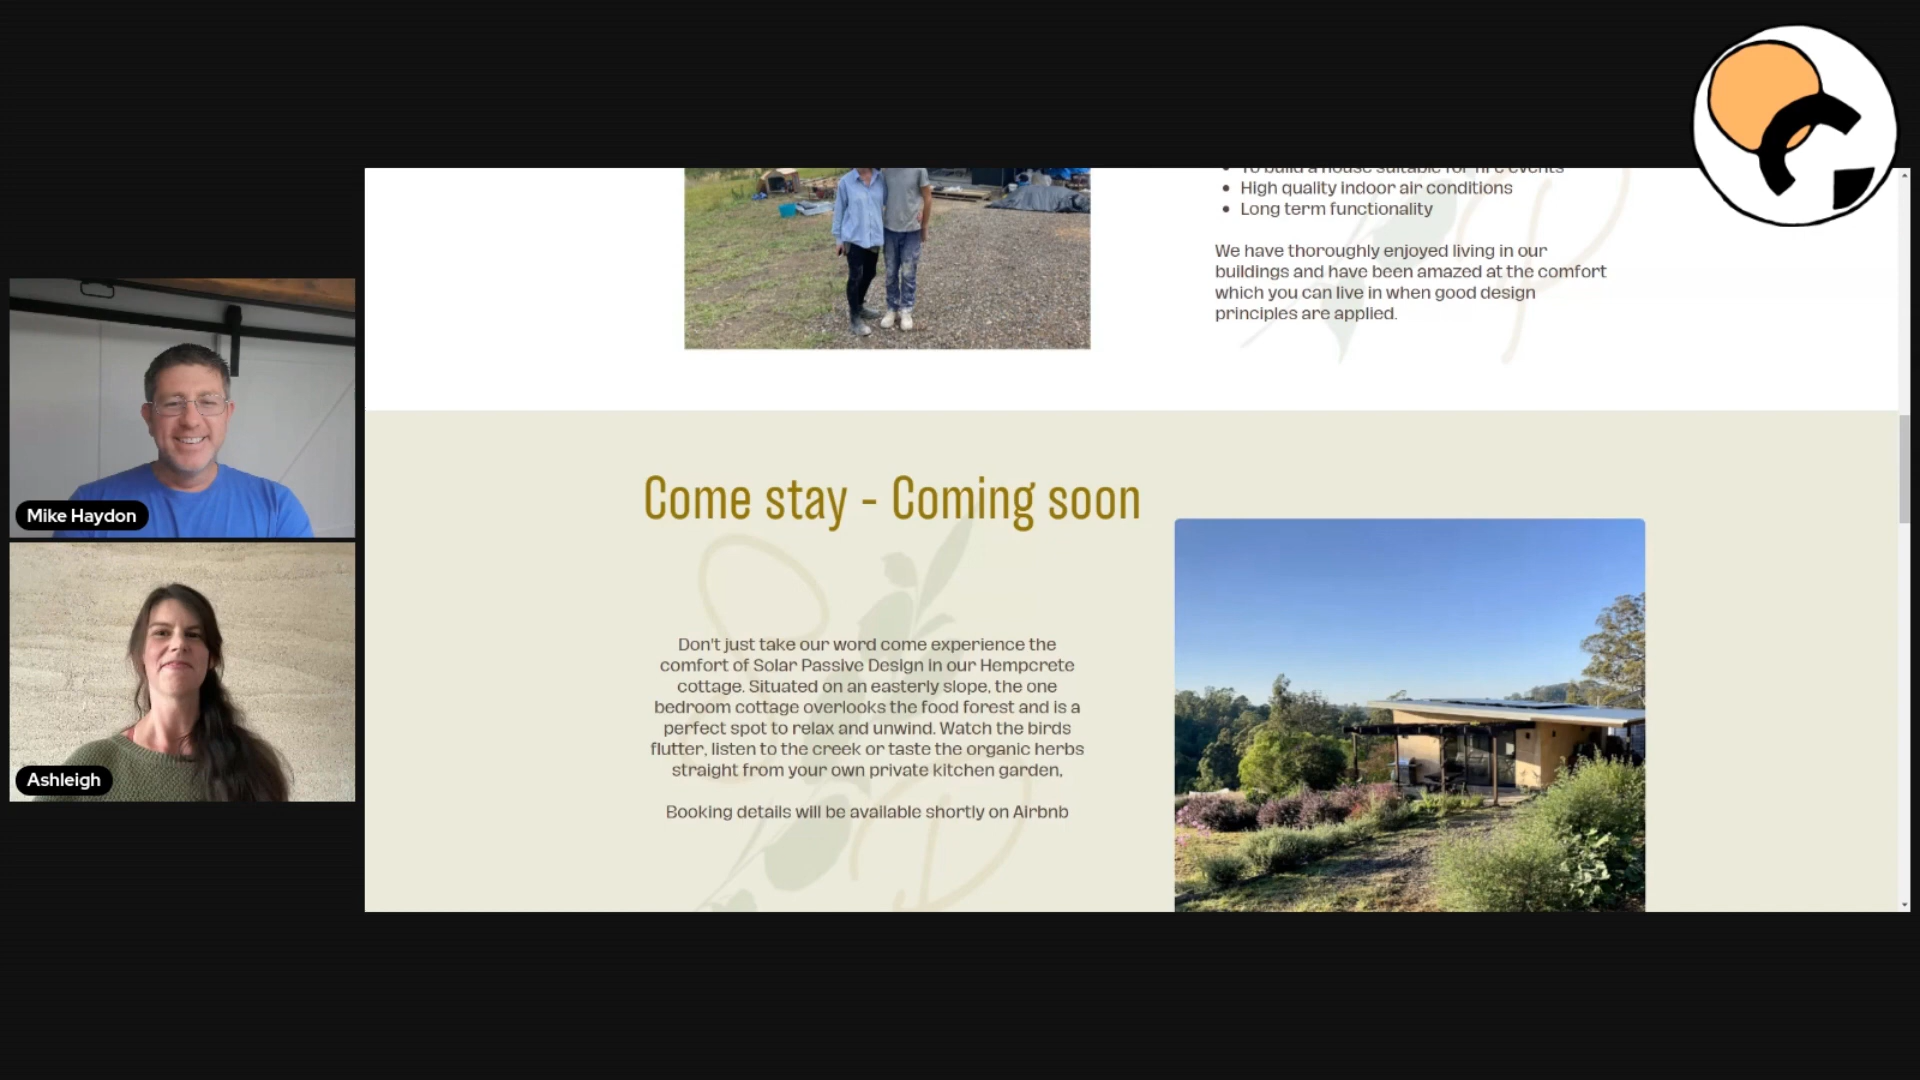 To build a house suitable for fire events
High quality indoor air conditions
Long term functionality
We have thoroughly enjoyed living in our
buildings and have been amazed at the comfort
which you can live in when good design
principles are applied.
Mike Haydon
Ashleigh
Come stay - Coming soon
Don't just take our word come experience the
comfort of Solar Passive Design in our Hempcrete
cottage. Situated on an easterly slope, the one
bedroom cottage overlooks the food forest and is a
perfect spot to relax and unwind. Watch the birds
flutter, listen to the creek or taste the organic herbs
straight from your own private kitchen garden,
Booking details will be available shortly on Airbnb